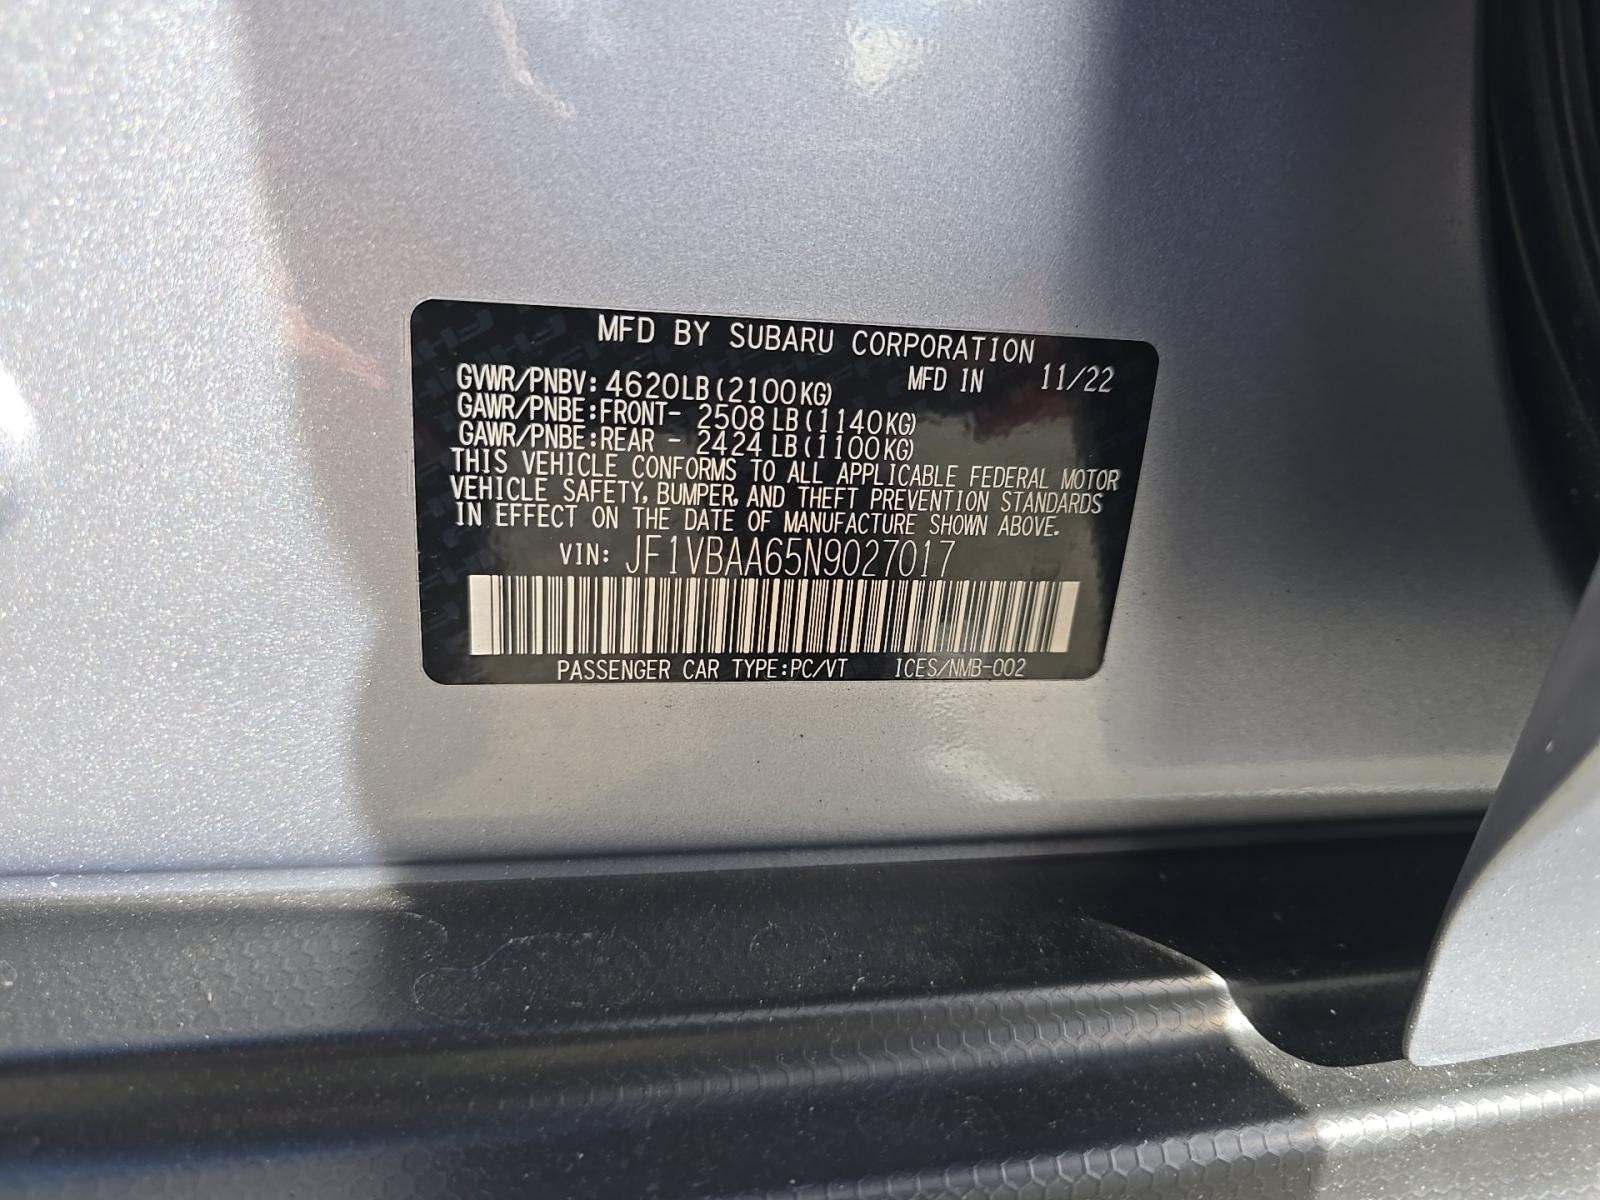 MFD BY SUBARU CORPORATION
GVWR/PNBV: 4620LB(2100KG) MFD IN 11/22
GAWR/PNBE:FRONT- 2508LB(1140KG)
GAWR/PNBE:REAR - 2424LB(1100KG)
THIS VEHICLE CONFORMS TO ALL APPLICABLE FEDERAL MOTOR
VEHICLE SAFETY, BUMPER, AND THEFT PREVENTION STANDARDS
IN EFFECT ON THE DATE OF MANUFACTURE SHOWN ABOVE.
VIN: JF1VBAA65N9027017
PASSENGER CAR TYPE:PC/VT ICES/NMB-002